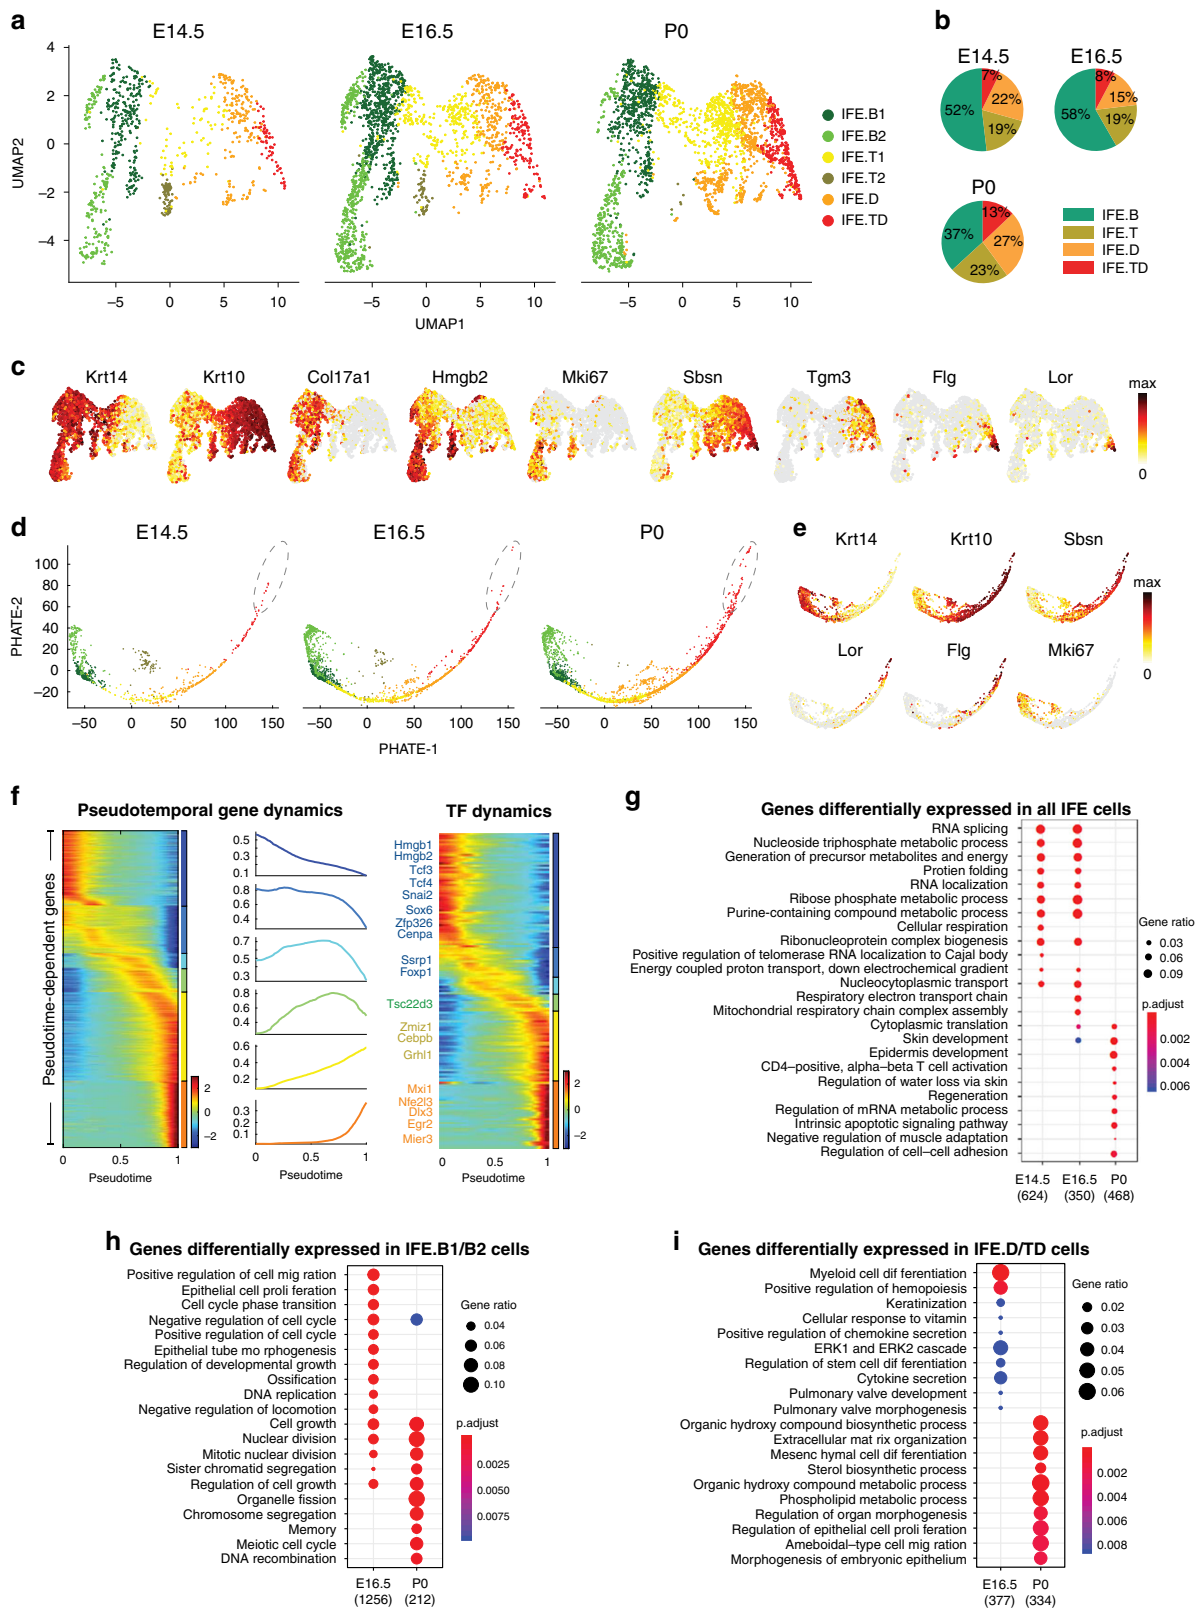 a
E14.5
E16.5
P0
4
2
0
−2
−4
UMAP2
−5 0 5 10
−5 0 5 10
−5 0 5 10
UMAP1
IFE.B1
IFE.B2
IFE.T1
IFE.T2
IFE.D
IFE.TD
b
E14.5
7%
22%
19%
52%
E16.5
8%
15%
19%
58%
P0
13%
27%
23%
37%
IFE.B
IFE.T
IFE.D
IFE.TD
c
Krt14 Krt10 Col17a1 Hmgb2 Mki67 Sbsn Tgm3 Flg Lor
max
0
d
E14.5
E16.5
P0
100
80
60
40
20
0
−20
PHATE-2
−50 0 50 100 150
−50 0 50 100 150
−50 0 50 100 150
PHATE-1
e
Krt14 Krt10 Sbsn
Lor Flg Mki67
max
0
f
Pseudotemporal gene dynamics
Pseudotime-dependent genes
0 0.5 1
Pseudotime
2
0
−2
0.5
0.3
0.1
0.8
0.6
0.4
0.7
0.5
0.3
0.8
0.6
0.4
0.6
0.4
0.2
0.3
0.2
0.1
0 0.5 1
Pseudotime
TF dynamics
Hmgb1
Hmgb2
Tcf3
Tcf4
Snai2
Sox6
Zfp326
Cenpa
Ssrp1
Foxp1
Tsc22d3
Zmiz1
Cebpb
Grhl1
Mxi1
Nfe2l3
Dlx3
Egr2
Mier3
0 0.5 1
Pseudotime
2
0
−2
g
Genes differentially expressed in all IFE cells
RNA splicing
Nucleoside triphosphate metabolic process
Generation of precursor metabolites and energy
Protien folding
RNA localization
Ribose phosphate metabolic process
Purine-containing compound metabolic process
Cellular respiration
Ribonucleoprotein complex biogenesis
Positive regulation of telomerase RNA localization to Cajal body
Energy coupled proton transport, down electrochemical gradient
Nucleocytoplasmic transport
Respiratory electron transport chain
Mitochondrial respiratory chain complex assembly
Cytoplasmic translation
Skin development
Epidermis development
CD4−positive, alpha−beta T cell activation
Regulation of water loss via skin
Regeneration
Regulation of mRNA metabolic process
Intrinsic apoptotic signaling pathway
Negative regulation of muscle adaptation
Regulation of cell−cell adhesion
E14.5 E16.5 P0
(624) (350) (468)
Gene ratio
0.03
0.06
0.09
p.adjust
0.002
0.004
0.006
h
Genes differentially expressed in IFE.B1/B2 cells
Positive regulation of cell mig ration
Epithelial cell proli feration
Cell cycle phase transition
Negative regulation of cell cycle
Positive regulation of cell cycle
Epithelial tube mo rphogenesis
Regulation of developmental growth
Ossification
DNA replication
Negative regulation of locomotion
Cell growth
Nuclear division
Mitotic nuclear division
Sister chromatid segregation
Regulation of cell growth
Organelle fission
Chromosome segregation
Memory
Meiotic cell cycle
DNA recombination
E16.5 P0
(1256) (212)
Gene ratio
0.04
0.06
0.08
0.10
p.adjust
0.0025
0.0050
0.0075
i
Genes differentially expressed in IFE.D/TD cells
Myeloid cell dif ferentiation
Positive regulation of hemopoiesis
Keratinization
Cellular response to vitamin
Positive regulation of chemokine secretion
ERK1 and ERK2 cascade
Regulation of stem cell dif ferentiation
Cytokine secretion
Pulmonary valve development
Pulmonary valve morphogenesis
Organic hydroxy compound biosynthetic process
Extracellular mat rix organization
Mesenc hymal cell dif ferentiation
Sterol biosynthetic process
Organic hydroxy compound metabolic process
Phospholipid metabolic process
Regulation of organ morphogenesis
Regulation of epithelial cell proli feration
Ameboidal−type cell mig ration
Morphogenesis of embryonic epithelium
E16.5 P0
(377) (334)
Gene ratio
0.02
0.03
0.04
0.05
0.06
p.adjust
0.002
0.004
0.006
0.008